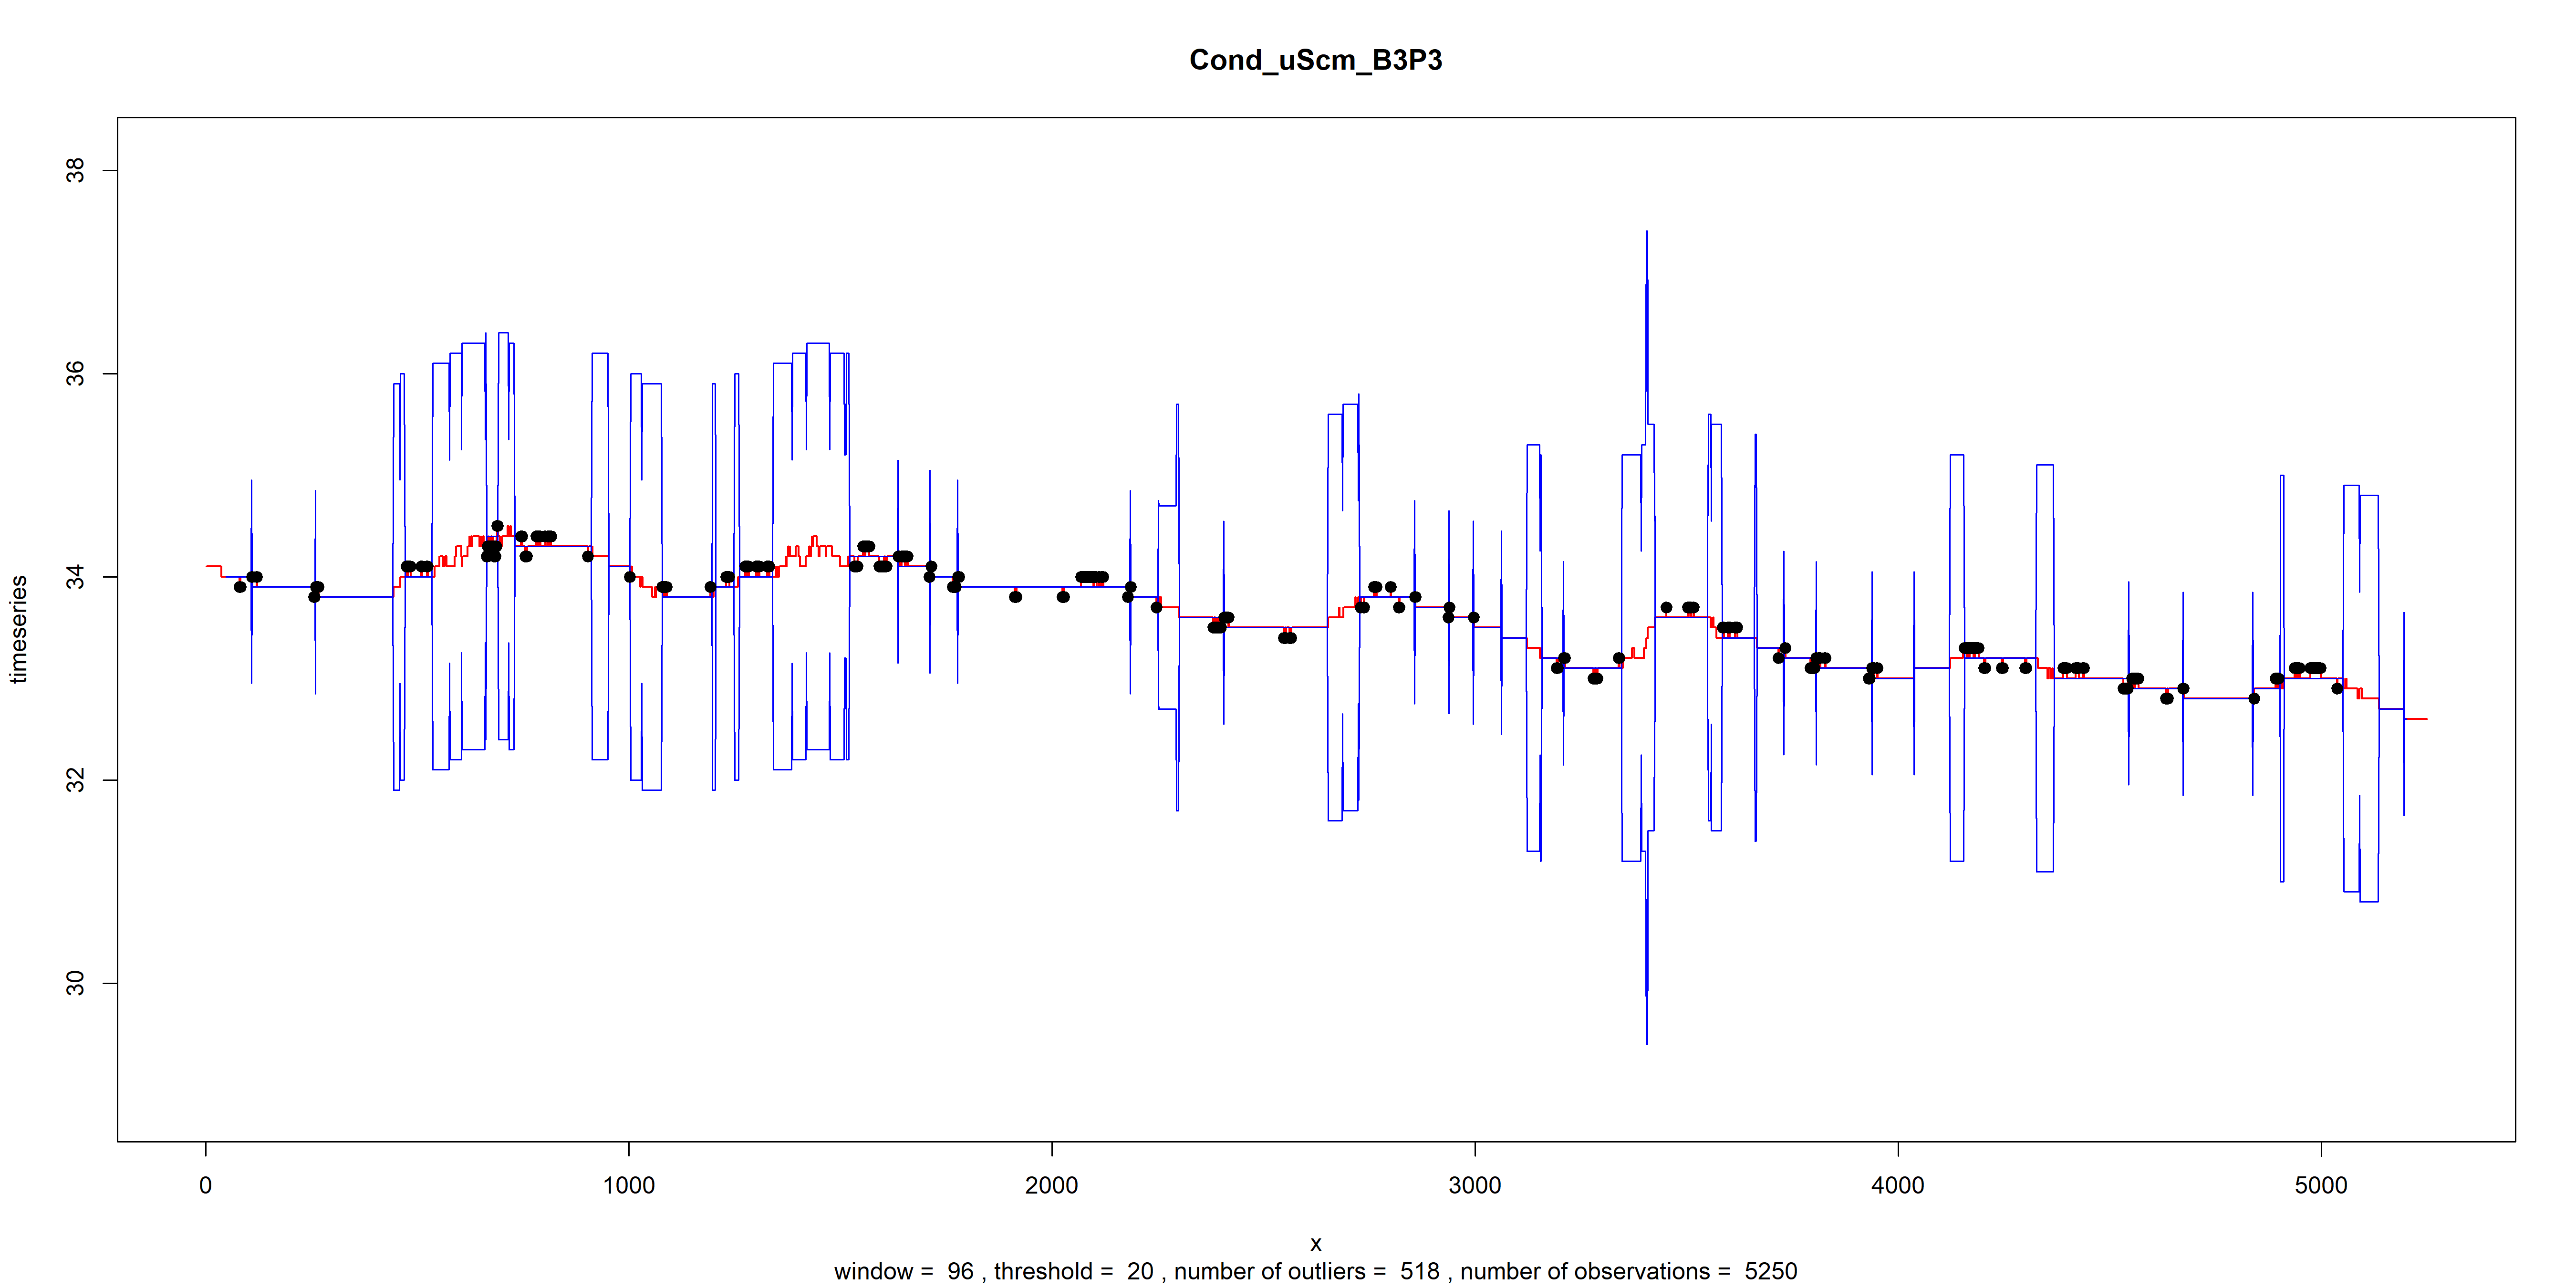 Cond_uScm_B3P3
38
36
34
32
30
timeseries
0 1000 2000 3000 4000 5000
x
window = 96 , threshold = 20 , number of outliers = 518 , number of observations = 5250